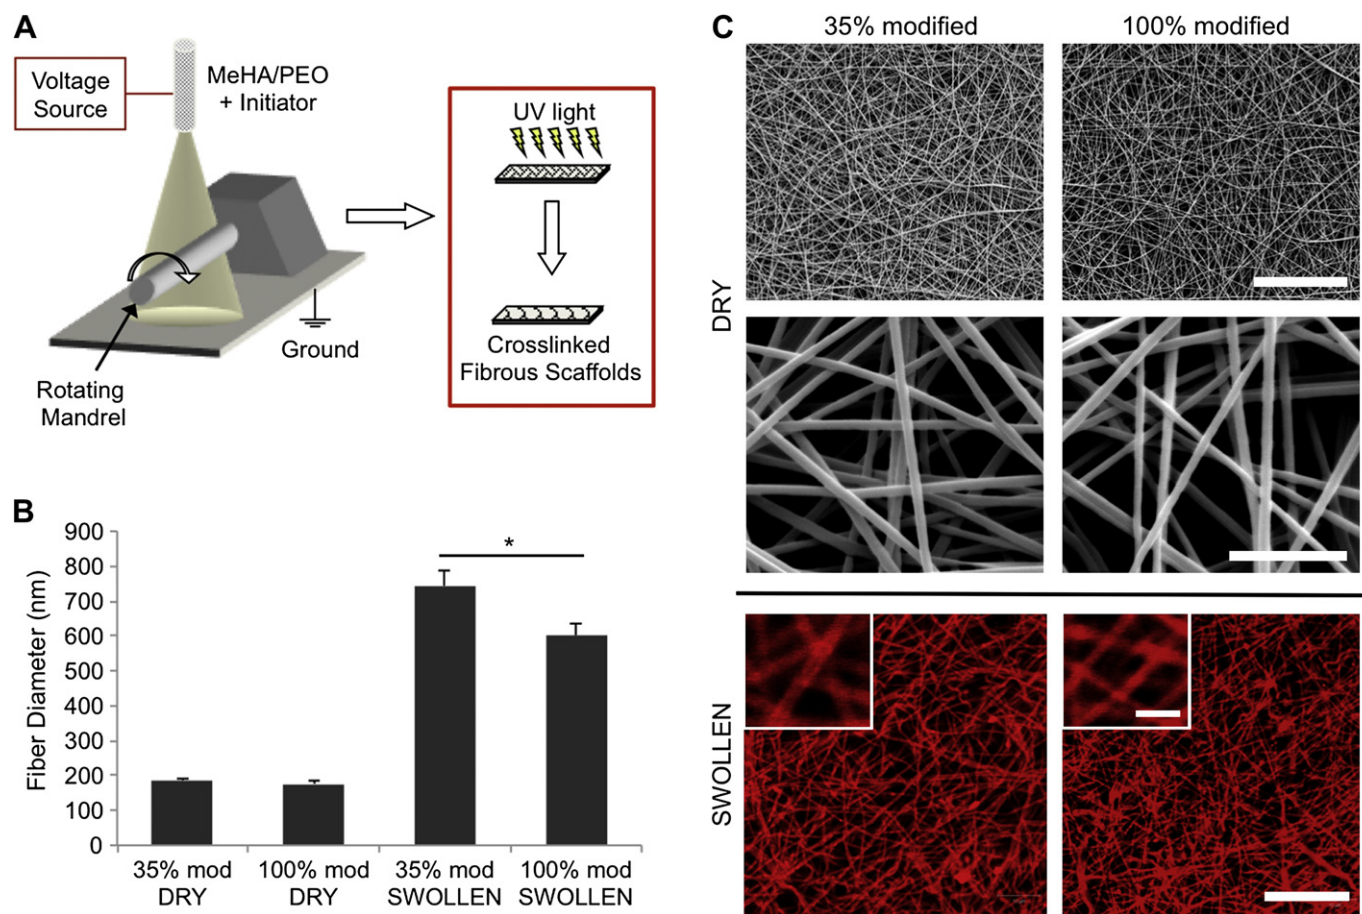 A
Voltage
Source
MeHA/PEO
+ Initiator
Ground
Rotating
Mandrel
UV light
Crosslinked
Fibrous Scaffolds
B
Fiber Diameter (nm)
900
800
700
600
500
400
300
200
100
0
*
35% mod
DRY
100% mod
DRY
35% mod
SWOLLEN
100% mod
SWOLLEN
C
35% modified
100% modified
DRY
SWOLLEN